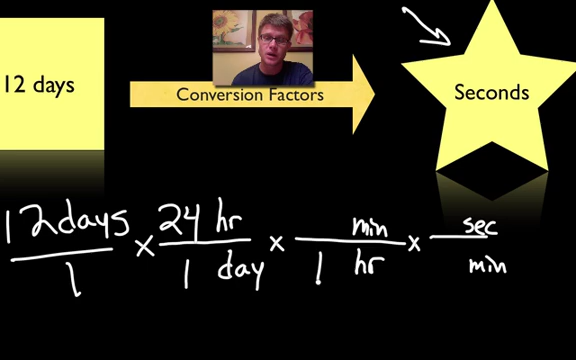 12 days
Conversion Factors
Seconds
12 days × 24 hr × min × sec
1 1 day 1 hr min